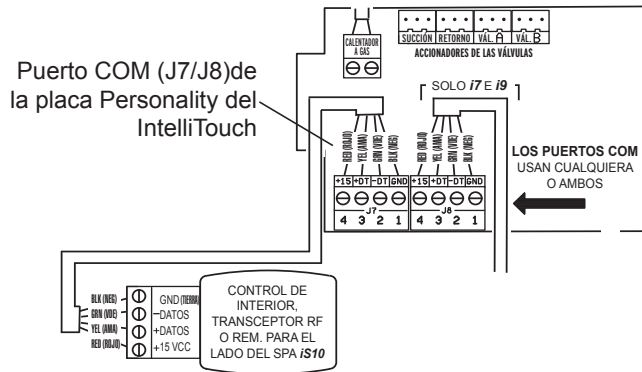 CALENTADOR
A GAS
SUCCIÓN RETORNO VÁL. A VÁL. B
ACCIONADORES DE LAS VÁLVULAS
Puerto COM (J7/J8)de
la placa Personality del
IntelliTouch
SOLO i7 E i9
RED (ROJO)
YEL (AMA)
GRN (VDE)
BLK (NEG)
RED (ROJO)
YEL (AMA)
GRN (VDE)
BLK (NEG)
LOS PUERTOS COM
USAN CUALQUIERA
O AMBOS
+15 +DT -DT GND
J7
4 3 2 1
+15 +DT -DT GND
J8
4 3 2 1
BLK (NEG)
GRN (VDE)
YEL (AMA)
RED (ROJO)
GND (TIERRA)
-DATOS
+DATOS
+15 VCC
CONTROL DE
INTERIOR,
TRANSCEPTOR RF
O REM. PARA EL
LADO DEL SPA iS10